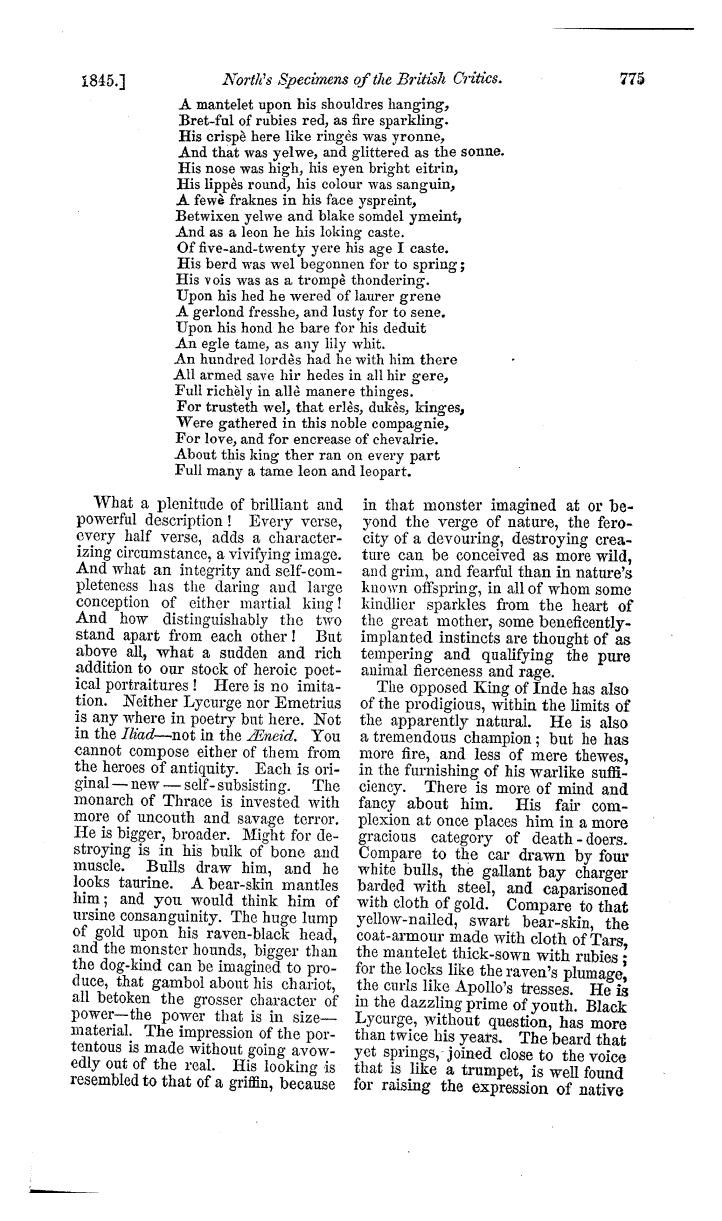 1845.] North's Specimens of the British Critics. 775
A mantelet upon his shouldres hanging,
Bret-ful of rubies red, as fire sparkling.
His crispè here like ringès was yronne,
And that was yelwe, and glittered as the sonne.
His nose was high, his eyen bright eitrin,
His lippès round, his colour was sanguin,
A fewè fraknes in his face yspreint,
Betwixen yelwe and blake somdel ymeint,
And as a leon he his loking caste.
Of five-and-twenty yere his age I caste.
His berd was wel begonnen for to spring;
His vois was as a trompè thondering.
Upon his hed he wered of laurer grene
A gerlond fresshe, and lusty for to sene.
Upon his hond he bare for his deduit
An egle tame, as any lily whit.
An hundred lordès had he with him there
All armed save hir hedes in all hir gere,
Full richèly in allè manere thinges.
For trusteth wel, that erlès, dukès, kinges,
Were gathered in this noble compagnie,
For love, and for encrease of chevalrie.
About this king ther ran on every part
Full many a tame leon and leopart.
What a plenitude of brilliant and
powerful description! Every verse,
every half verse, adds a character-
izing circumstance, a vivifying image.
And what an integrity and self-com-
pleteness has the daring and large
conception of either martial king!
And how distinguishably the two
stand apart from each other! But
above all, what a sudden and rich
addition to our stock of heroic poet-
ical portraitures! Here is no imita-
tion. Neither Lycurge nor Emetrius
is any where in poetry but here. Not
in the Iliad—not in the Æneid. You
cannot compose either of them from
the heroes of antiquity. Each is ori-
ginal—new—self-subsisting. The
monarch of Thrace is invested with
more of uncouth and savage terror.
He is bigger, broader. Might for de-
stroying is in his bulk of bone and
muscle. Bulls draw him, and he
looks taurine. A bear-skin mantles
him; and you would think him of
ursine consanguinity. The huge lump
of gold upon his raven-black head,
and the monster hounds, bigger than
the dog-kind can be imagined to pro-
duce, that gambol about his chariot,
all betoken the grosser character of
power—the power that is in size—
material. The impression of the por-
tentous is made without going avow-
edly out of the real. His looking is
resembled to that of a griffin, because
in that monster imagined at or be-
yond the verge of nature, the fero-
city of a devouring, destroying crea-
ture can be conceived as more wild,
and grim, and fearful than in nature's
known offspring, in all of whom some
kindlier sparkles from the heart of
the great mother, some beneficently-
implanted instincts are thought of as
tempering and qualifying the pure
animal fierceness and rage.
The opposed King of Inde has also
of the prodigious, within the limits of
the apparently natural. He is also
a tremendous champion; but he has
more fire, and less of mere thewes,
in the furnishing of his warlike suffi-
ciency. There is more of mind and
fancy about him. His fair com-
plexion at once places him in a more
gracious category of death-doers.
Compare to the car drawn by four
white bulls, the gallant bay charger
barded with steel, and caparisoned
with cloth of gold. Compare to that
yellow-nailed, swart bear-skin, the
coat-armour made with cloth of Tars,
the mantelet thick-sown with rubies;
for the locks like the raven's plumage,
the curls like Apollo's tresses. He is
in the dazzling prime of youth. Black
Lycurge, without question, has more
than twice his years. The beard that
yet springs, joined close to the voice
that is like a trumpet, is well found
for raising the expression of native